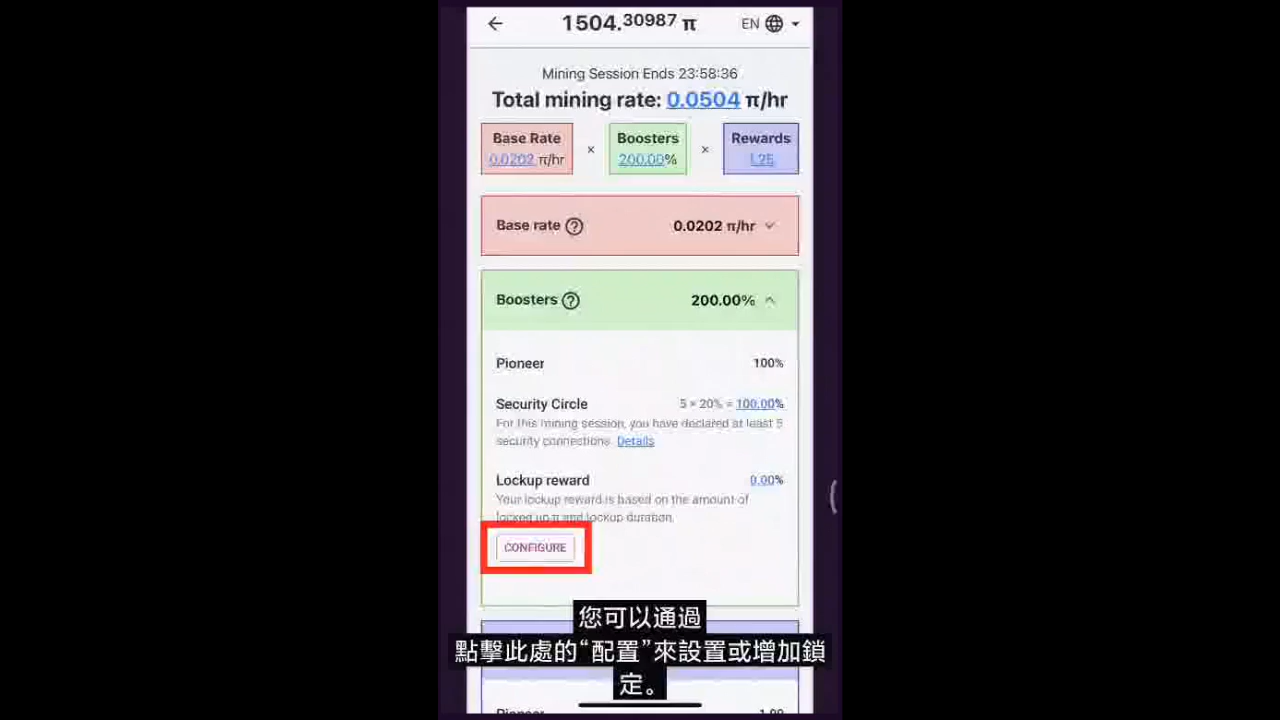 1504.30987 π
EN
Mining Session Ends 23:58:36
Total mining rate: 0.0504 π/hr
Base Rate
0.0202 π/hr
×
Boosters
200.00%
×
Rewards
1.25
Base rate ? 0.0202 π/hr
Boosters ? 200.00%
Pioneer 100%
Security Circle 5 × 20% = 100.00%
For this mining session, you have declared at least 5
security connections. Details
Lockup reward 0.00%
Your lockup reward is based on the amount of
locked up π and lockup duration.
CONFIGURE
您可以通過
點擊此處的“配置”來設置或增加鎖
定。
Pioneer 1.00